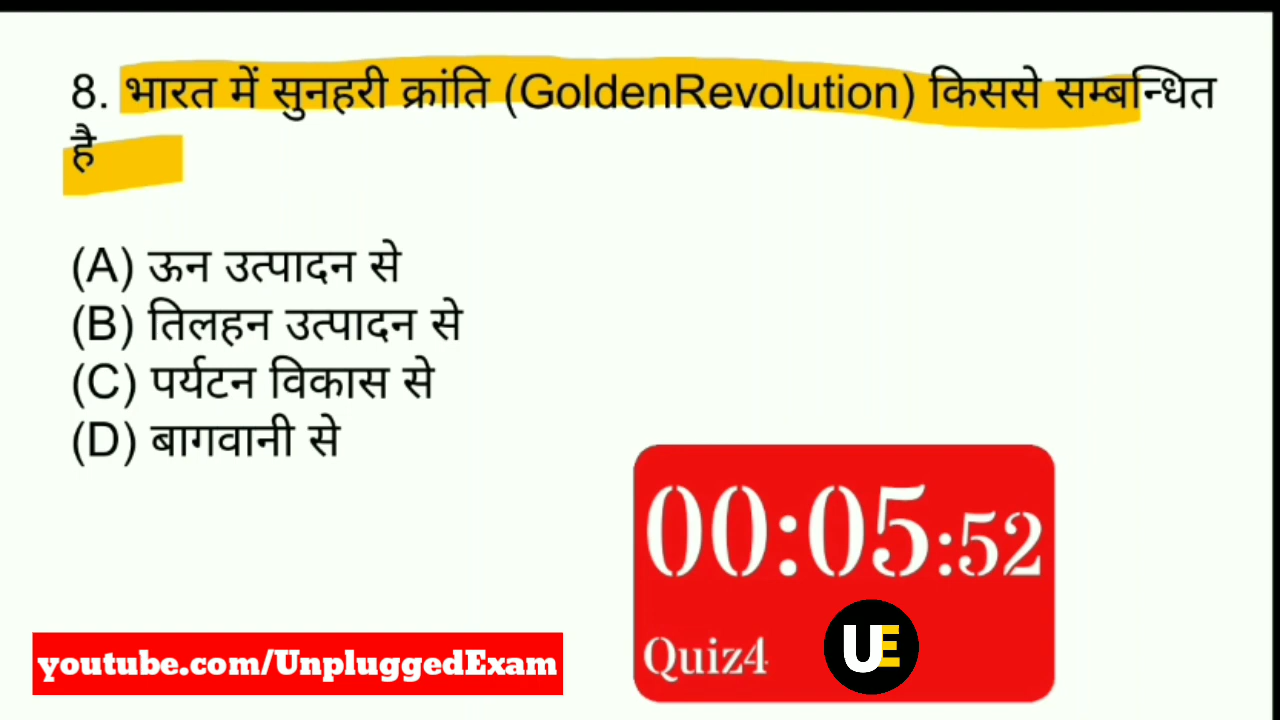 8. भारत में सुनहरी क्रांति (GoldenRevolution) किससे सम्बन्धित
है
(A) ऊन उत्पादन से
(B) तिलहन उत्पादन से
(C) पर्यटन विकास से
(D) बागवानी से
00:05:52
Quiz4
UE
youtube.com/UnpluggedExam